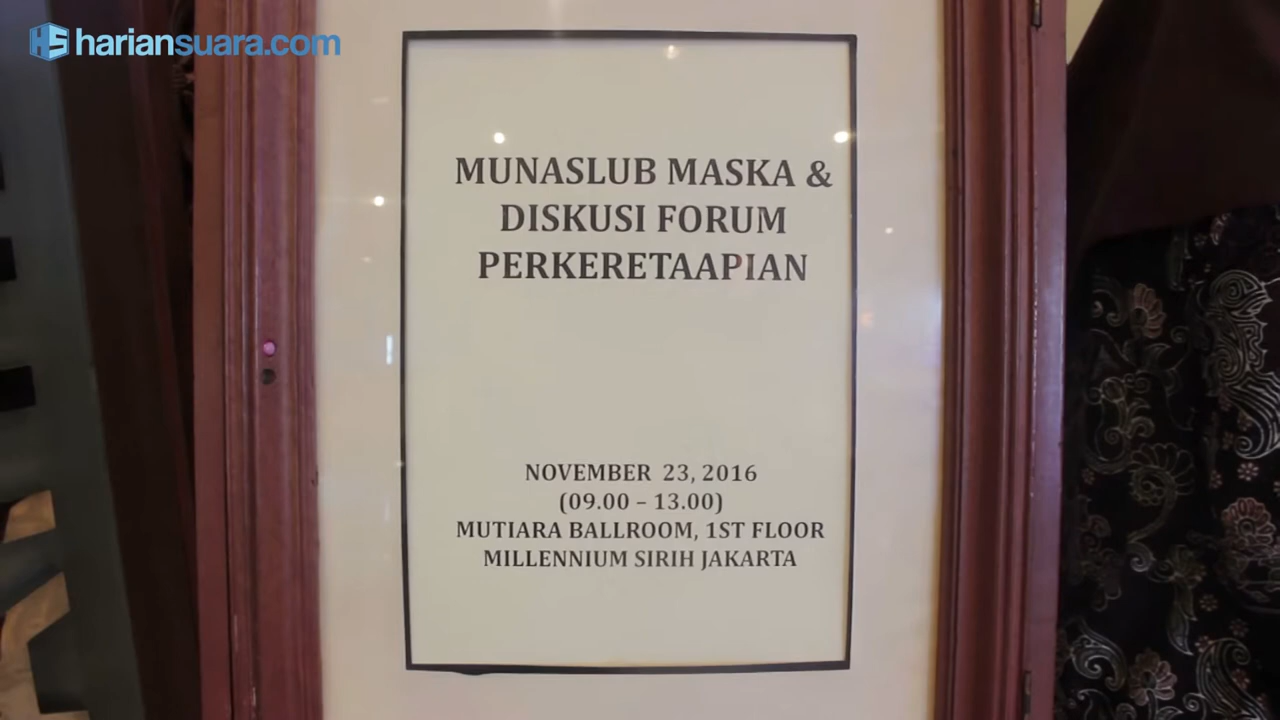 HS hariansuara.com
MUNASLUB MASKA &
DISKUSI FORUM
PERKERETAAPIAN
NOVEMBER 23, 2016
(09.00 – 13.00)
MUTIARA BALLROOM, 1ST FLOOR
MILLENNIUM SIRIH JAKARTA